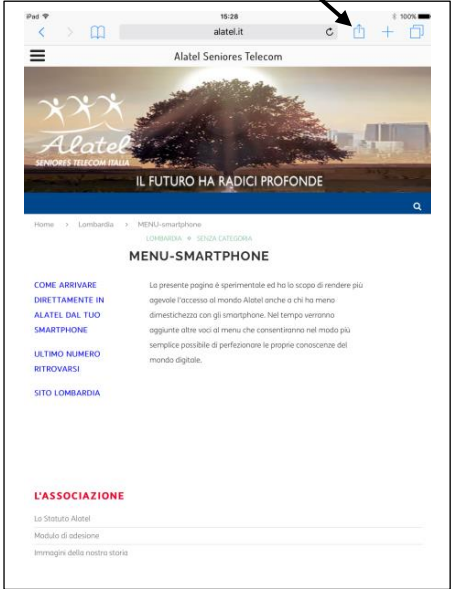 iPad 15:28 100%
alatel.it
Alatel Seniores Telecom
Alatel
SENIORES TELECOM ITALIA
IL FUTURO HA RADICI PROFONDE
Home > Lombardia > MENU-smartphone
LOMBARDIA SENZA CATEGORIA
MENU-SMARTPHONE
COME ARRIVARE
DIRETTAMENTE IN
ALATEL DAL TUO
SMARTPHONE
ULTIMO NUMERO
RITROVARSI
SITO LOMBARDIA
La presente pagina è sperimentale ed ha lo scopo di rendere più
agevole l'accesso al mondo Alatel anche a chi ha meno
dimestichezza con gli smartphone. Nel tempo verranno
aggiunte altre voci al menu che consentiranno nel modo più
semplice possibile di perfezionare le proprie conoscenze del
mondo digitale.
L'ASSOCIAZIONE
Lo Statuto Alatel
Modulo di adesione
Immagini della nostra storia